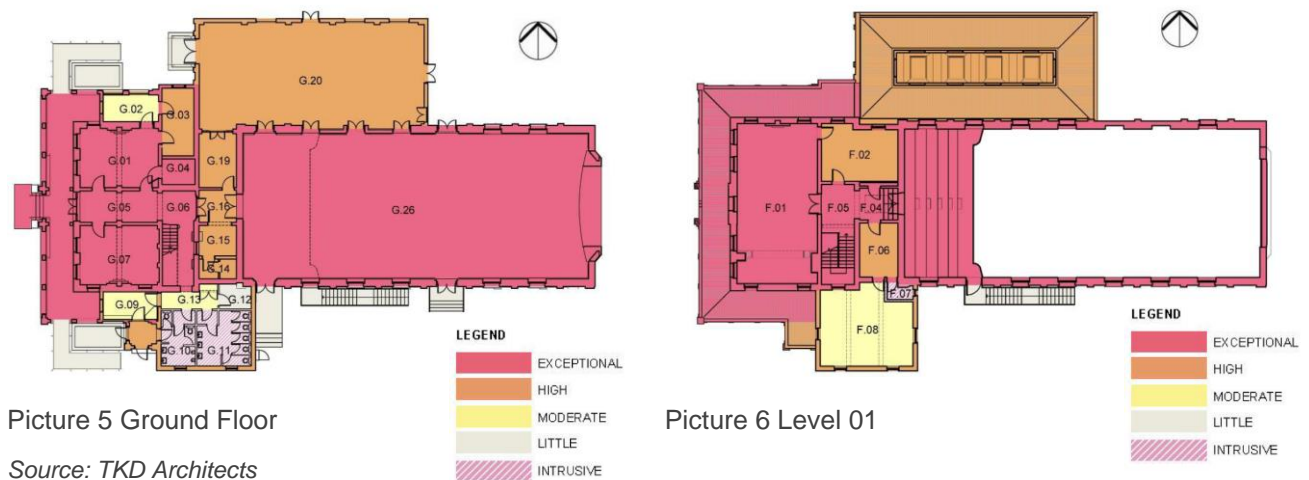 G.20
G.02
G.03
G.01
G.04
G.19
G.05
G.06
G.16
G.26
G.07
G.15
G.14
G.09
G.13
G.12
G.10
G.11
LEGEND
EXCEPTIONAL
HIGH
MODERATE
LITTLE
INTRUSIVE
Picture 5 Ground Floor
Source: TKD Architects
F.02
F.01
F.05
F.04
F.06
F.07
F.08
LEGEND
EXCEPTIONAL
HIGH
MODERATE
LITTLE
INTRUSIVE
Picture 6 Level 01